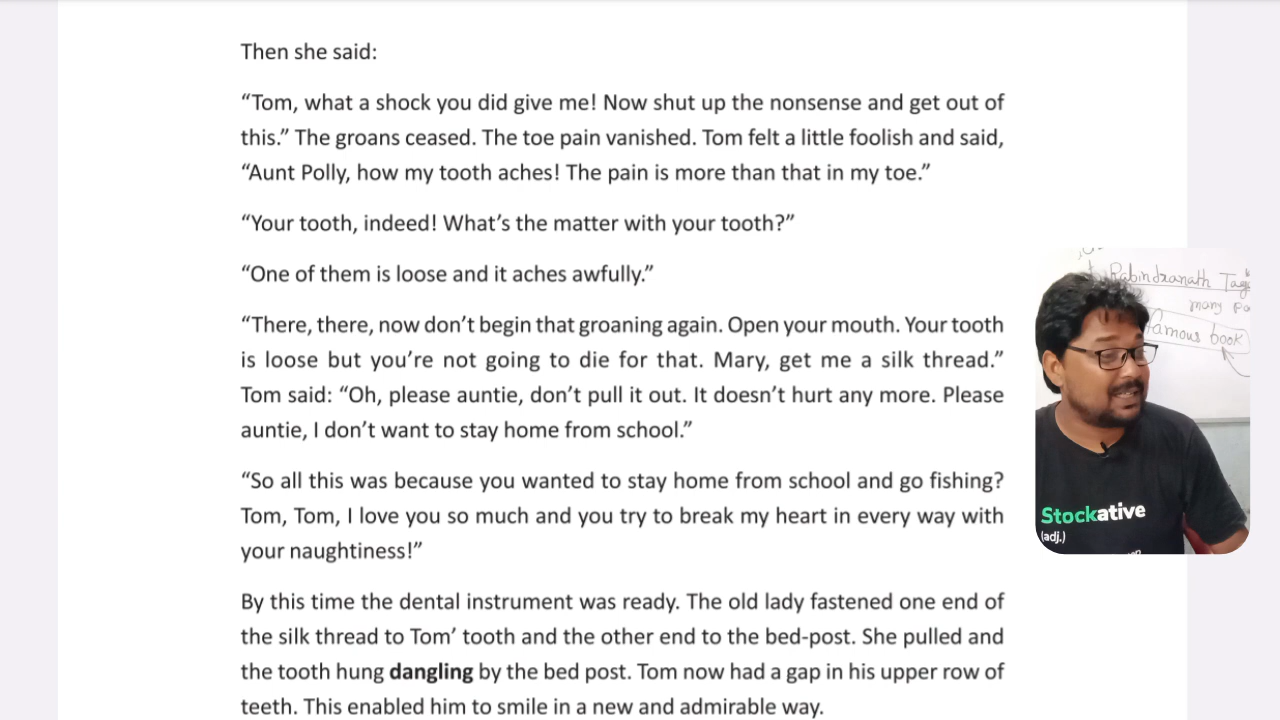 Then she said:
“Tom, what a shock you did give me! Now shut up the nonsense and get out of
this.” The groans ceased. The toe pain vanished. Tom felt a little foolish and said,
“Aunt Polly, how my tooth aches! The pain is more than that in my toe.”
“Your tooth, indeed! What’s the matter with your tooth?”
“One of them is loose and it aches awfully.”
“There, there, now don’t begin that groaning again. Open your mouth. Your tooth
is loose but you’re not going to die for that. Mary, get me a silk thread.”
Tom said: “Oh, please auntie, don’t pull it out. It doesn’t hurt any more. Please
auntie, I don’t want to stay home from school.”
“So all this was because you wanted to stay home from school and go fishing?
Tom, Tom, I love you so much and you try to break my heart in every way with
your naughtiness!”
By this time the dental instrument was ready. The old lady fastened one end of
the silk thread to Tom’ tooth and the other end to the bed-post. She pulled and
the tooth hung dangling by the bed post. Tom now had a gap in his upper row of
teeth. This enabled him to smile in a new and admirable way.
Rabindranath
many
famous book
Stockative
(adj.)